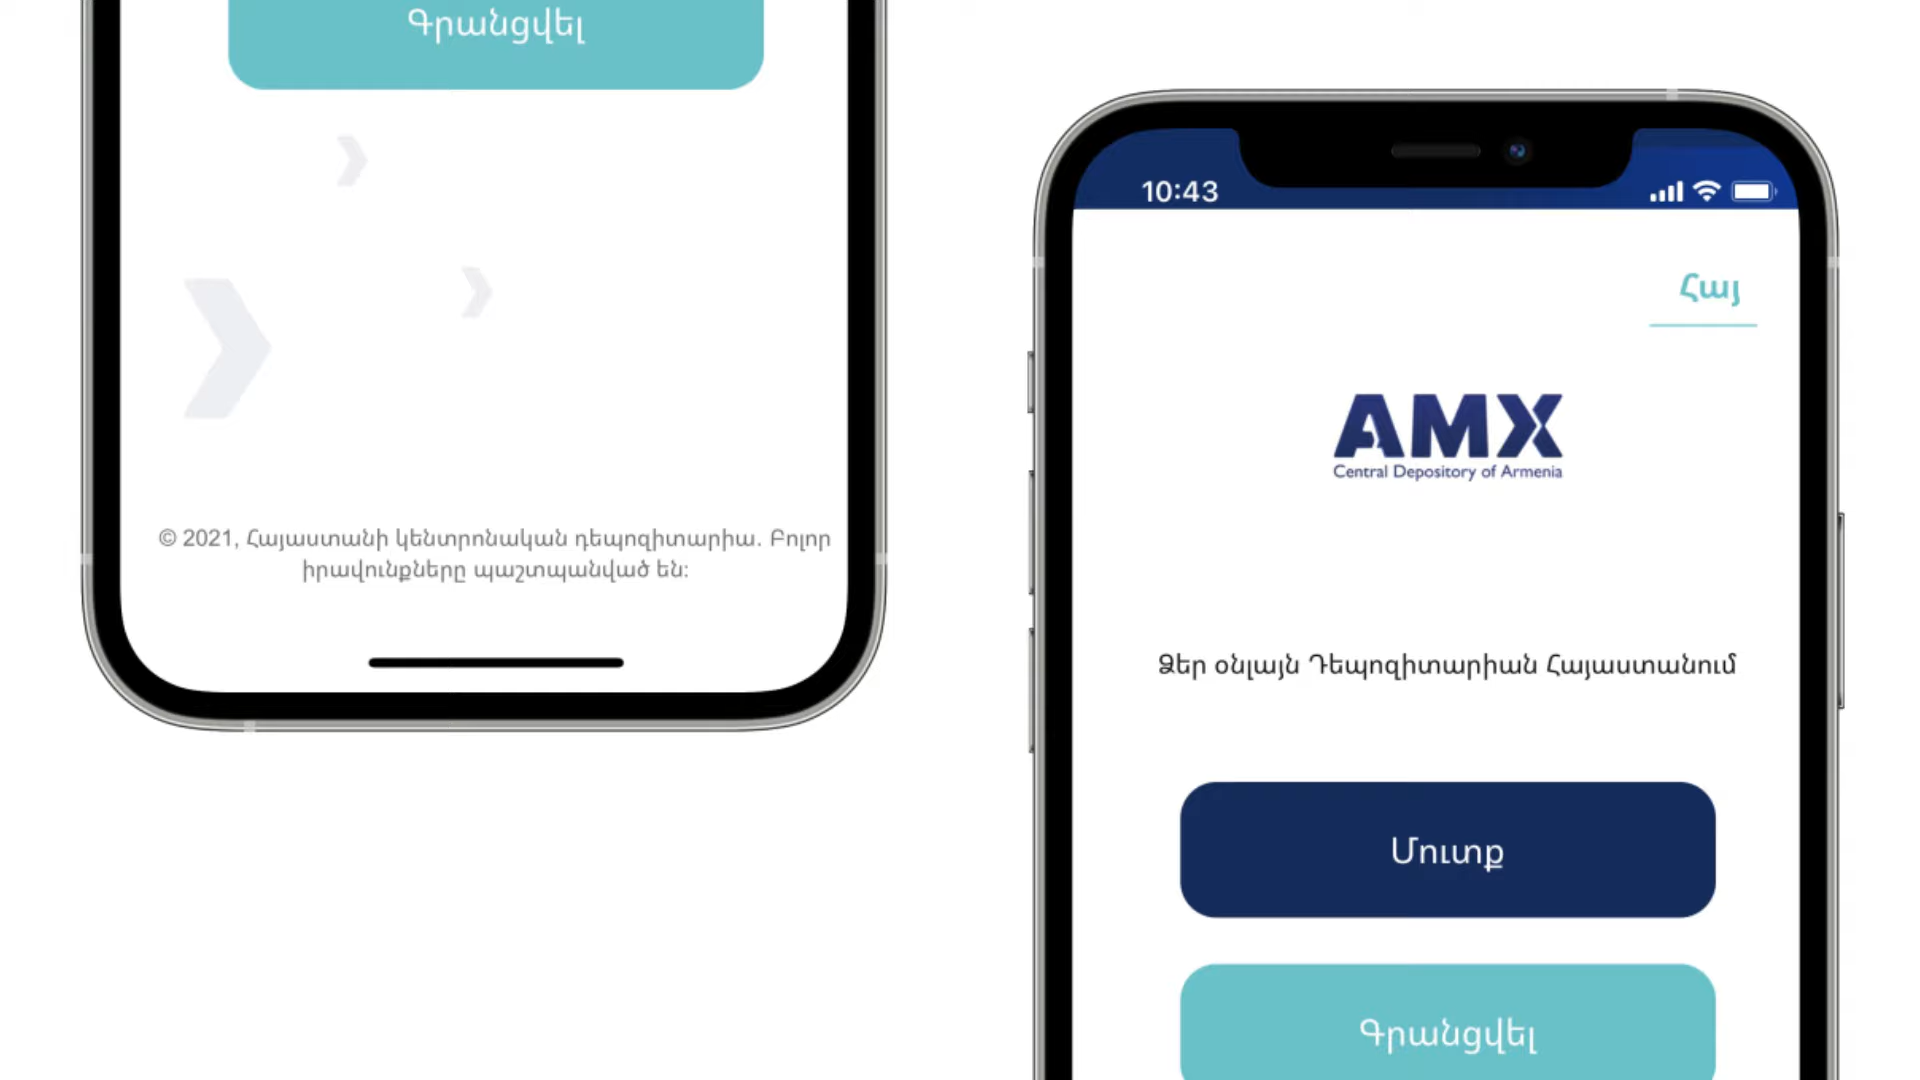 Գրանցվել
© 2021, Հայաստանի կենտրոնական դեպոզիտարիա. Բոլոր
իրավունքները պաշտպանված են:
10:43
Հայ
AMX
Central Depository of Armenia
Ձեր օնլայն Դեպոզիտարիան Հայաստանում
Մուտք
Գրանցվել